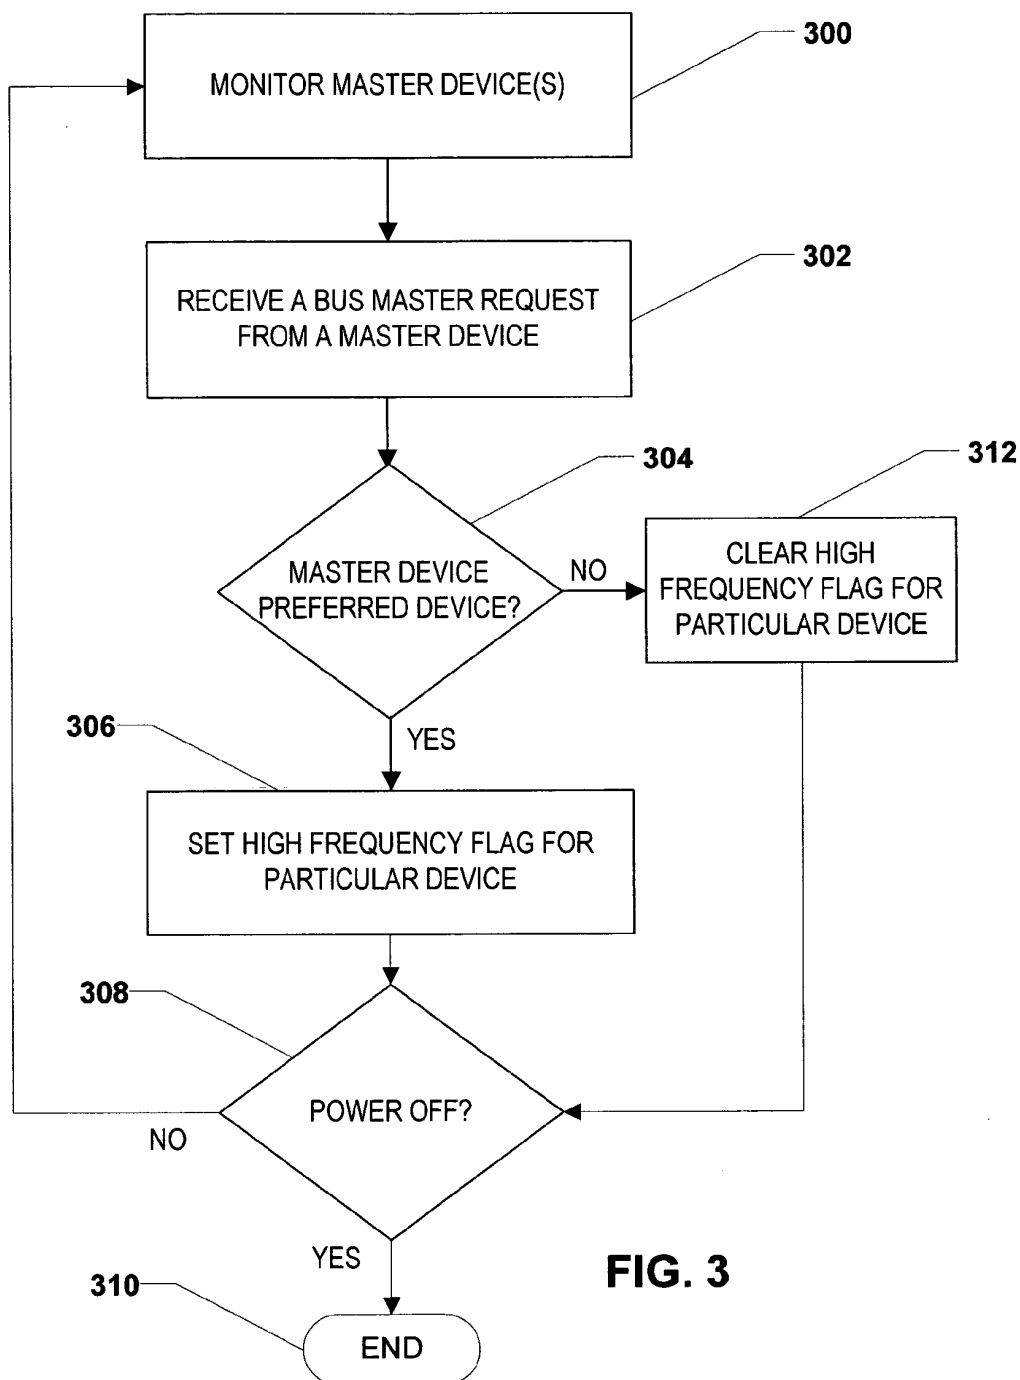 300
MONITOR MASTER DEVICE(S)
302
RECEIVE A BUS MASTER REQUEST
FROM A MASTER DEVICE
304
312
MASTER DEVICE
PREFERRED DEVICE?
NO
CLEAR HIGH
FREQUENCY FLAG FOR
PARTICULAR DEVICE
YES
306
SET HIGH FREQUENCY FLAG FOR
PARTICULAR DEVICE
308
POWER OFF?
NO
YES
FIG. 3
310
END